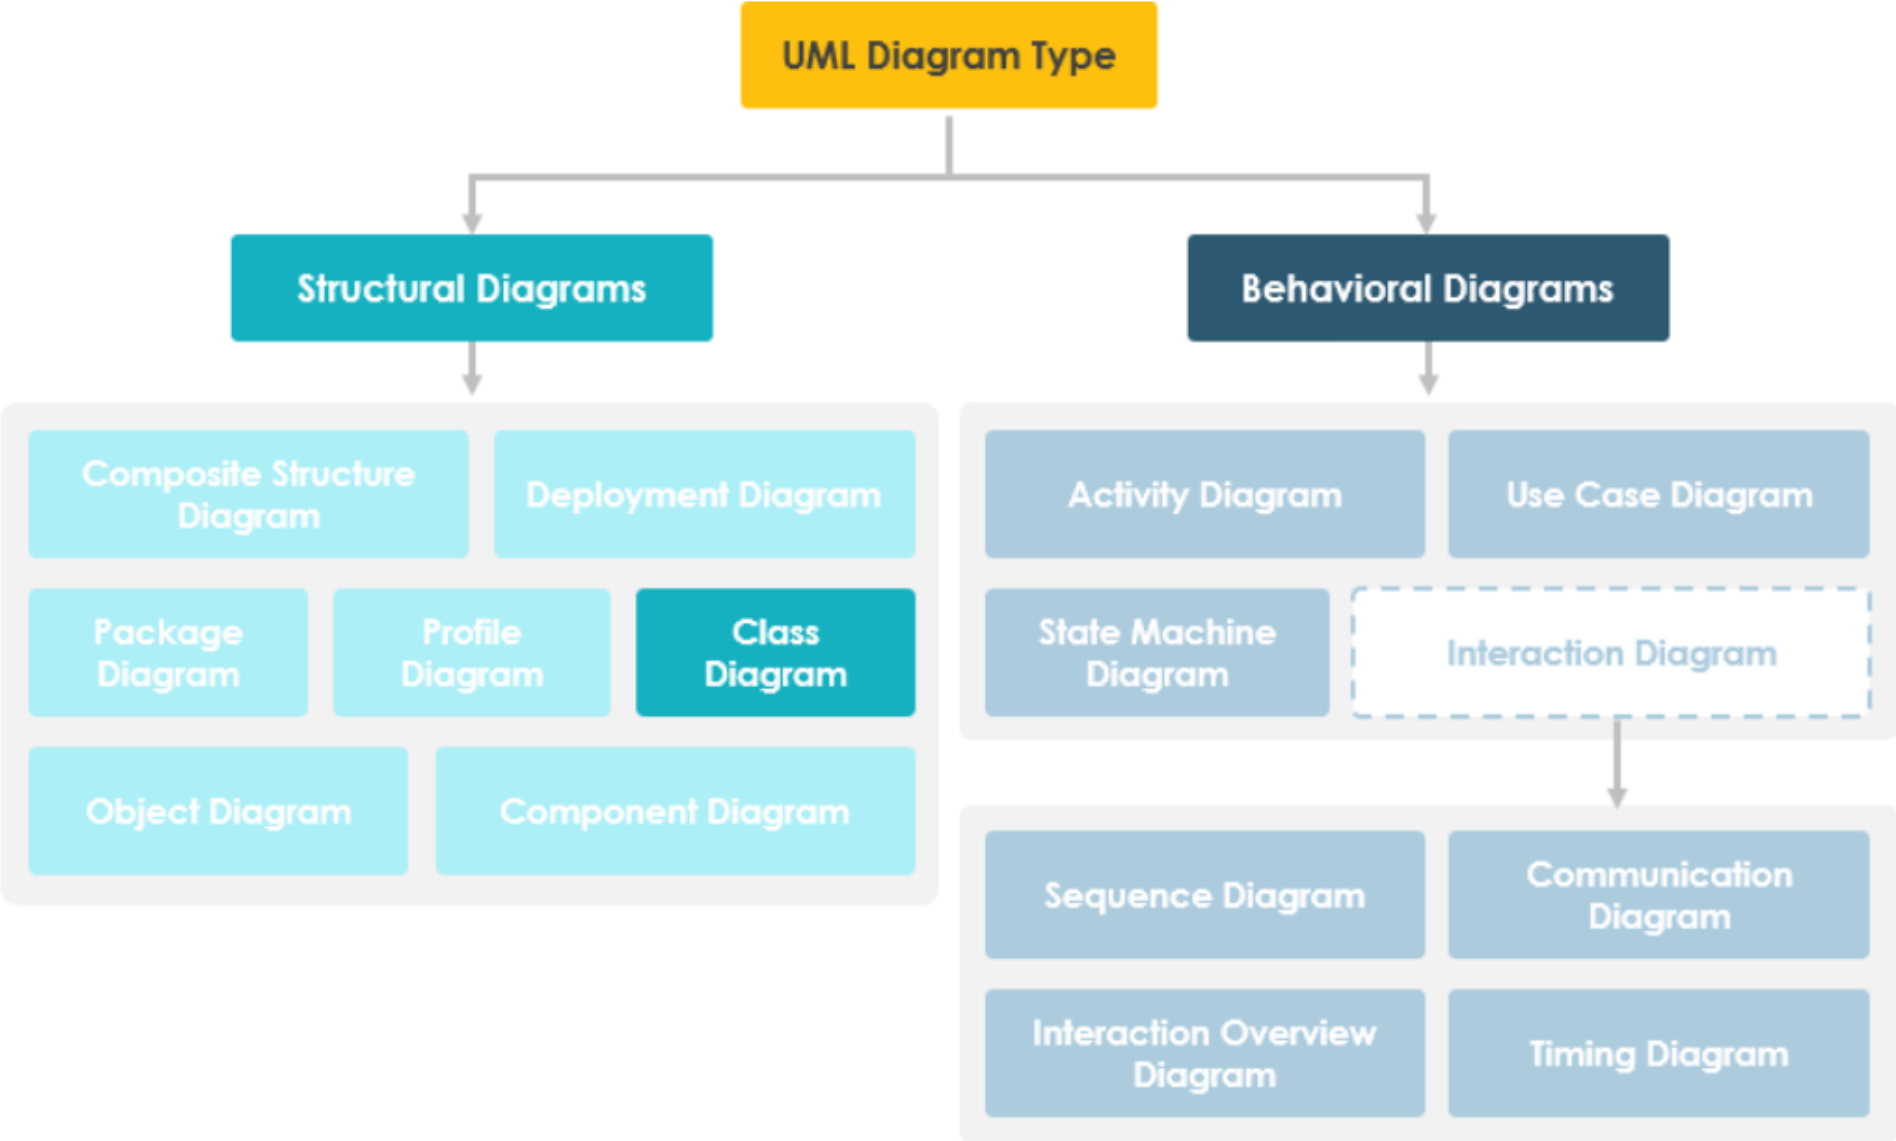 UML Diagram Type
Structural Diagrams
Behavioral Diagrams
Composite Structure
Diagram
Deployment Diagram
Package
Diagram
Profile
Diagram
Class
Diagram
Object Diagram
Component Diagram
Activity Diagram
Use Case Diagram
State Machine
Diagram
Interaction Diagram
Sequence Diagram
Communication
Diagram
Interaction Overview
Diagram
Timing Diagram